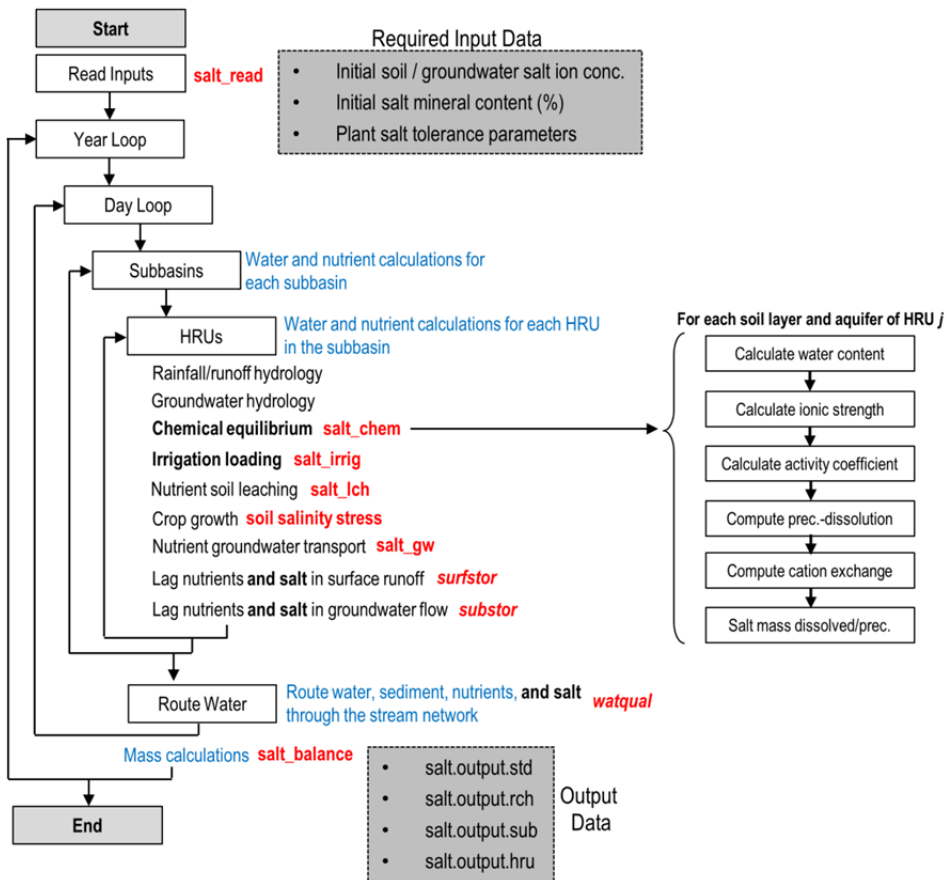 Start
Required Input Data
Read Inputs salt_read
• Initial soil / groundwater salt ion conc.
• Initial salt mineral content (%)
• Plant salt tolerance parameters
Year Loop
Day Loop
Subbasins
Water and nutrient calculations for
each subbasin
HRUs
Water and nutrient calculations for each HRU
in the subbasin
Rainfall/runoff hydrology
Groundwater hydrology
Chemical equilibrium salt_chem
Irrigation loading salt_irrig
Nutrient soil leaching salt_lch
Crop growth soil salinity stress
Nutrient groundwater transport salt_gw
Lag nutrients and salt in surface runoff surfstor
Lag nutrients and salt in groundwater flow substor
For each soil layer and aquifer of HRU j
Calculate water content
Calculate ionic strength
Calculate activity coefficient
Compute prec.-dissolution
Compute cation exchange
Salt mass dissolved/prec.
Route Water
Route water, sediment, nutrients, and salt
through the stream network
watqual
Mass calculations salt_balance
• salt.output.std
• salt.output.rch
• salt.output.sub
• salt.output.hru
Output
Data
End